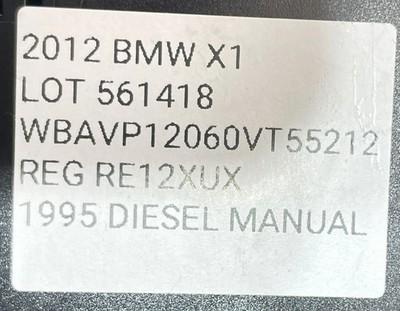 2012 BMW X1
LOT 561418
WBAVP12060VT55212
REG RE12XUX
1995 DIESEL MANUAL